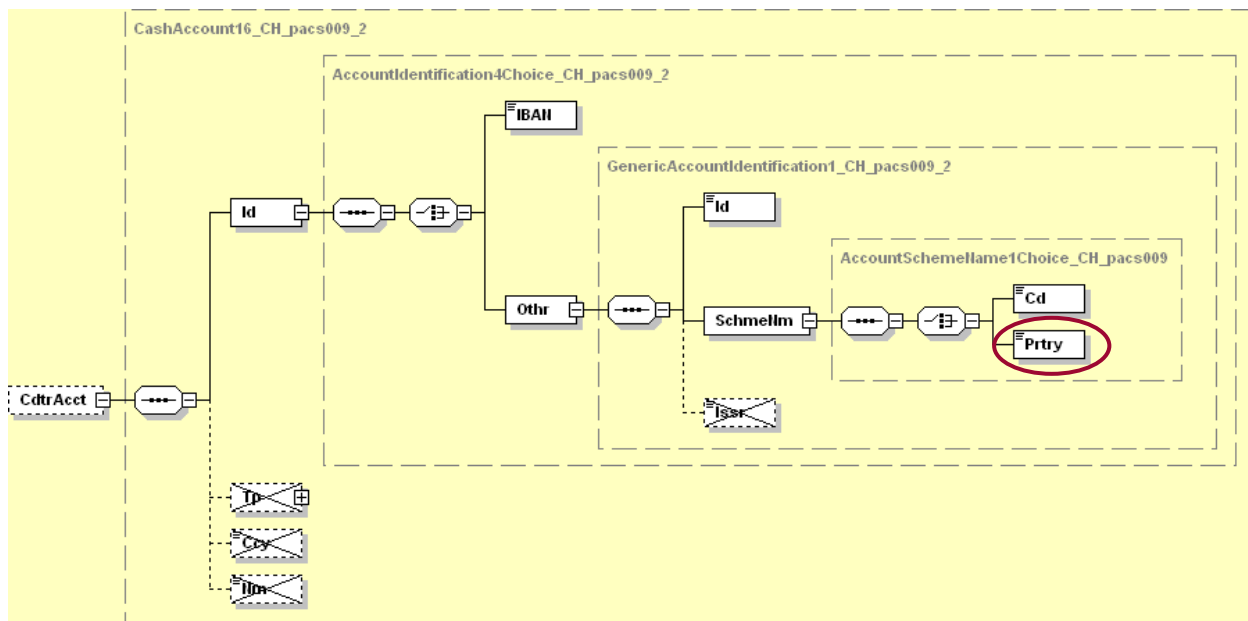 CashAccount16_CH_pacs009_2
AccountIdentification4Choice_CH_pacs009_2
IBAN
GenericAccountIdentification1_CH_pacs009_2
Id
Id
AccountSchemeName1Choice_CH_pacs009
Cd
Othr
SchmeNm
Prtry
CdtrAcct
Issr
Tp
Ccy
Nm